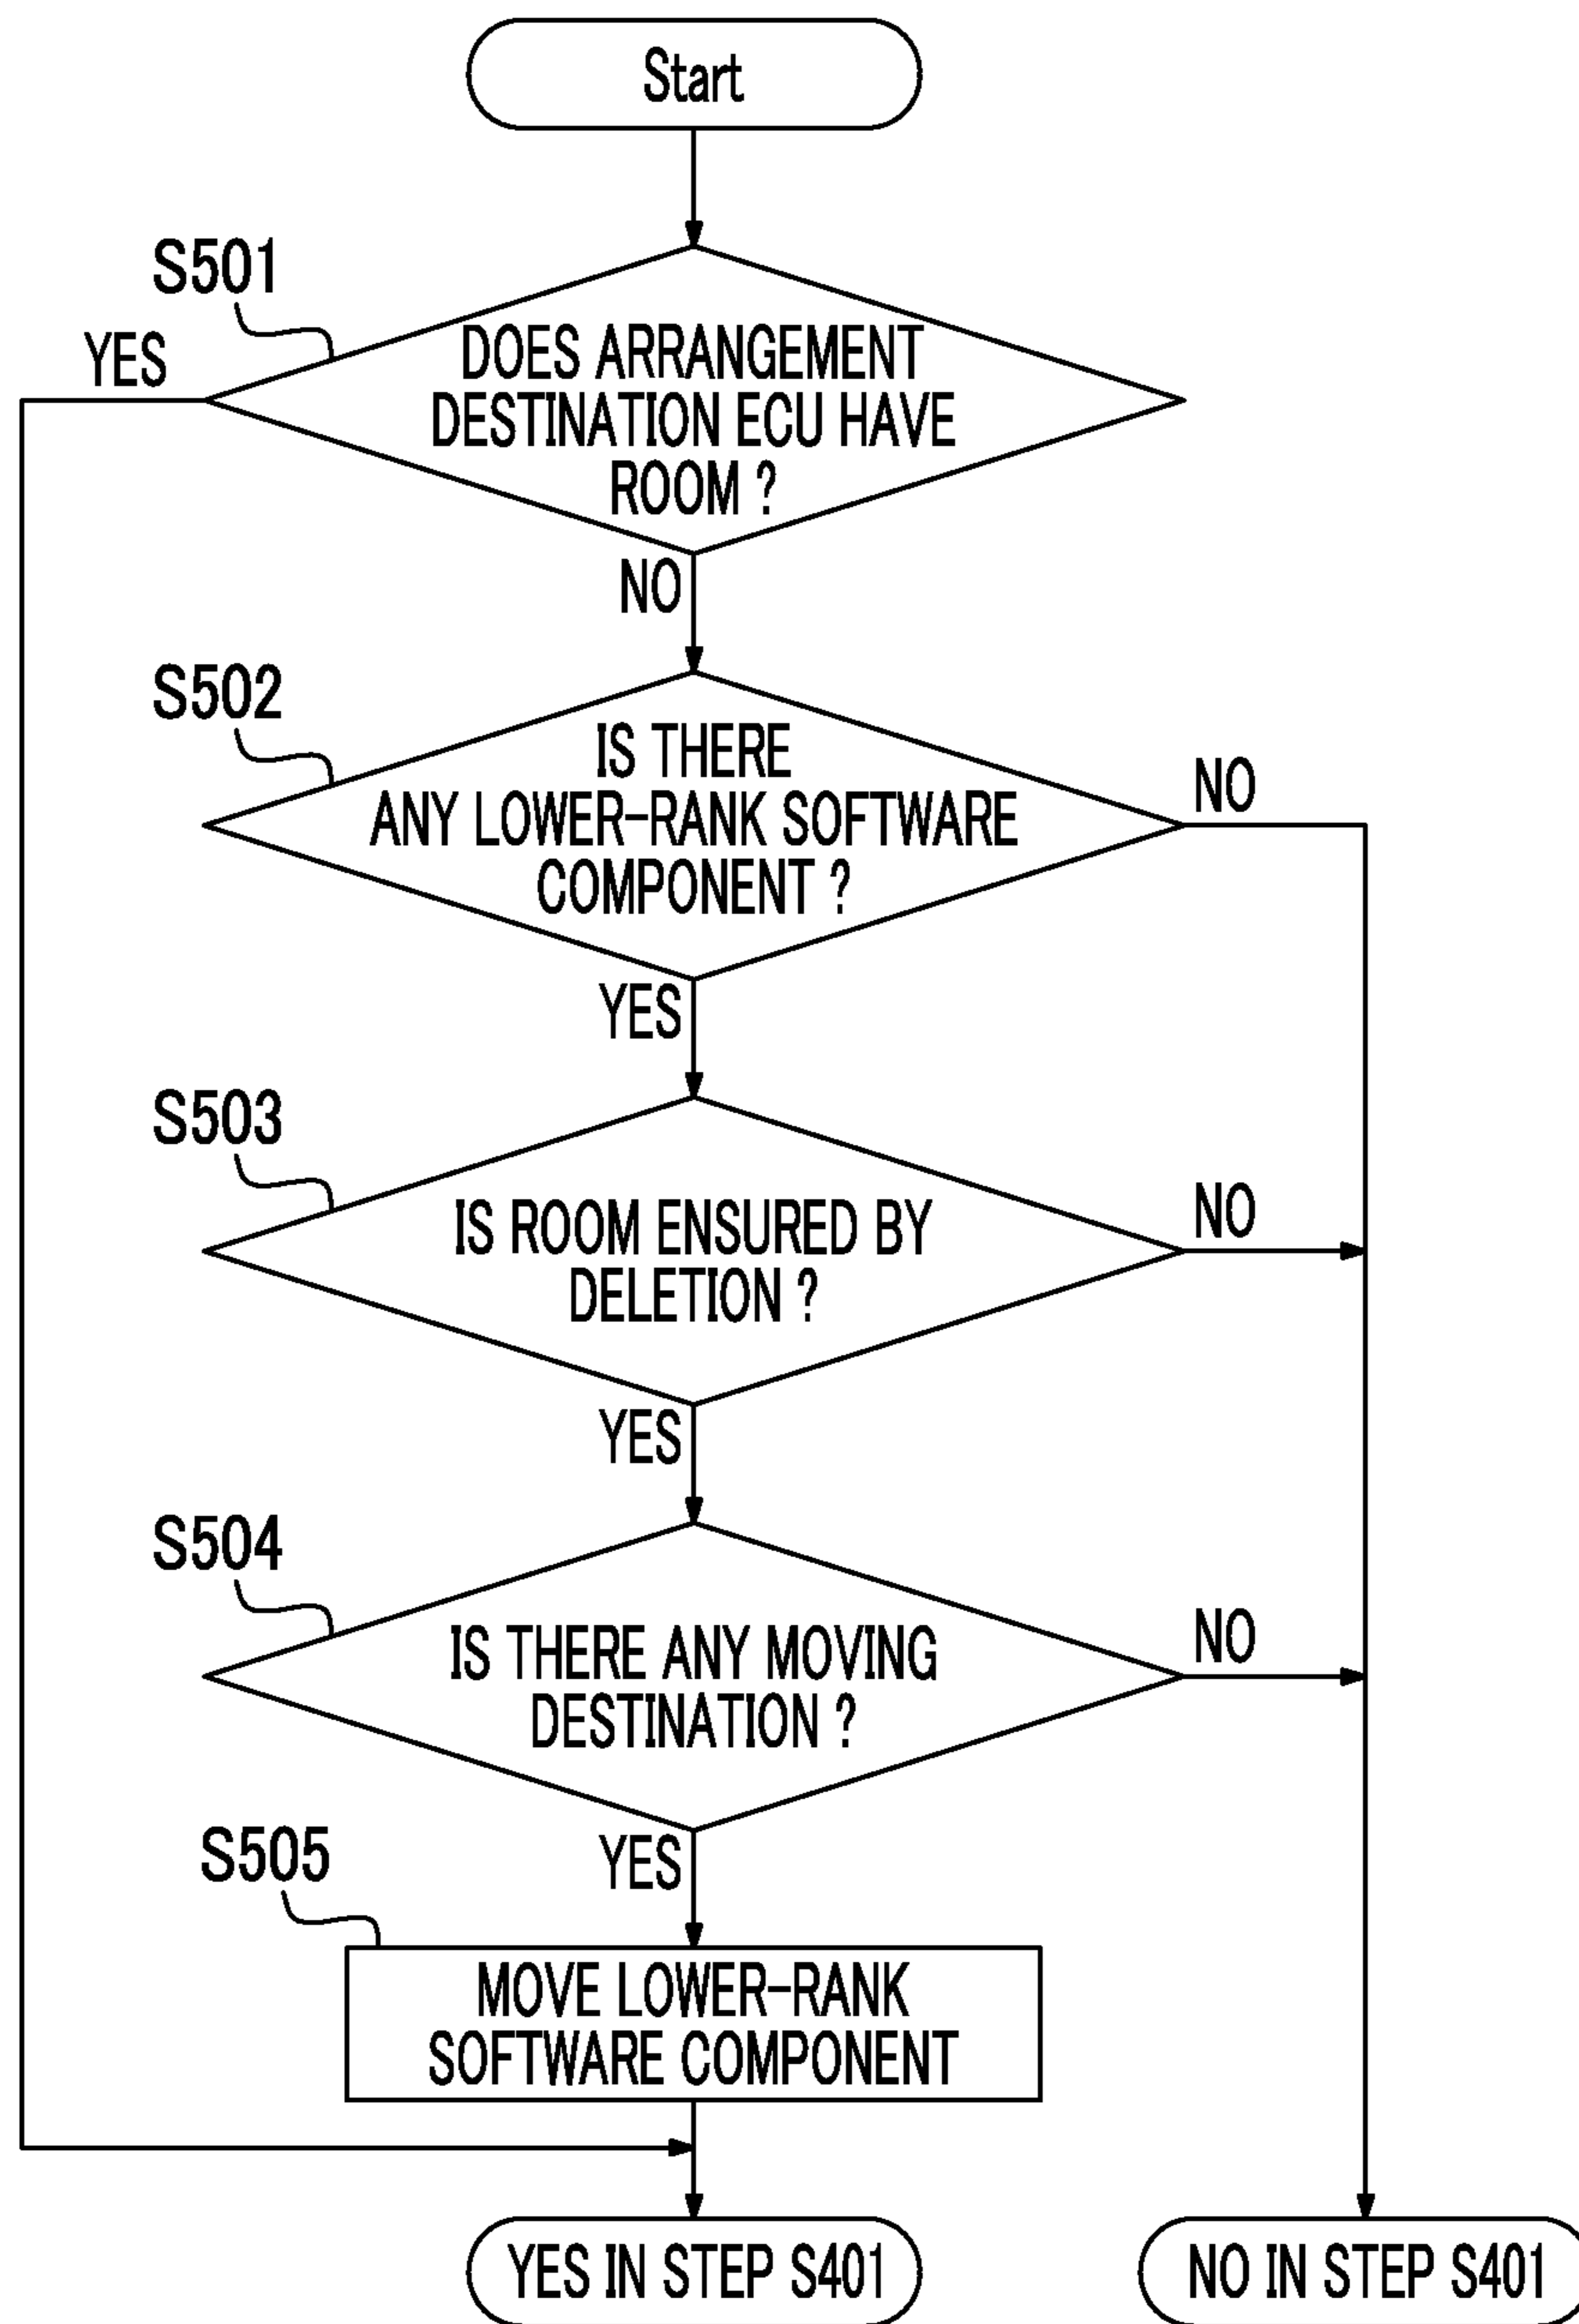 Start
S501
YES
DOES ARRANGEMENT
DESTINATION ECU HAVE
ROOM ?
NO
S502
IS THERE
ANY LOWER-RANK SOFTWARE
COMPONENT ?
NO
YES
S503
IS ROOM ENSURED BY
DELETION ?
NO
YES
S504
IS THERE ANY MOVING
DESTINATION ?
NO
YES
S505
MOVE LOWER-RANK
SOFTWARE COMPONENT
YES IN STEP S401
NO IN STEP S401